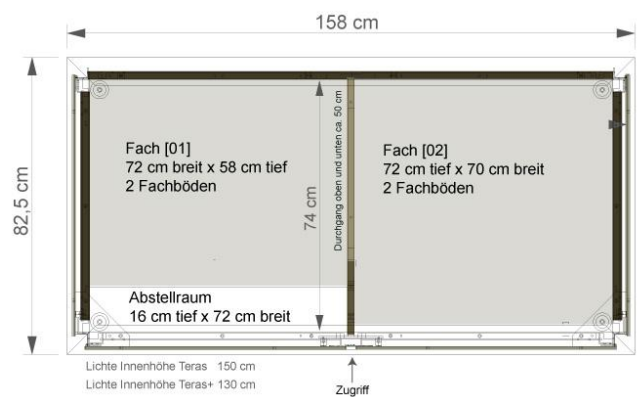 158 cm
82,5 cm
Fach [01]
72 cm breit x 58 cm tief
2 Fachböden
74 cm
Durchgang oben und unten ca. 50 cm
Fach [02]
72 cm tief x 70 cm breit
2 Fachböden
Abstellraum
16 cm tief x 72 cm breit
Lichte Innenhöhe Teras 150 cm
Lichte Innenhöhe Teras+ 130 cm
Zugriff